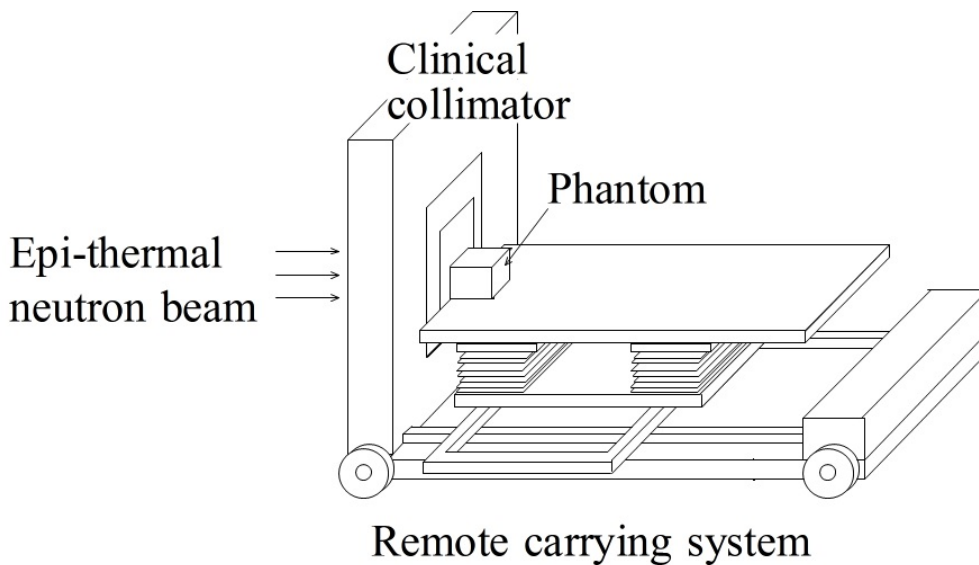 Clinical
collimator
Phantom
Epi-thermal
neutron beam
Remote carrying system